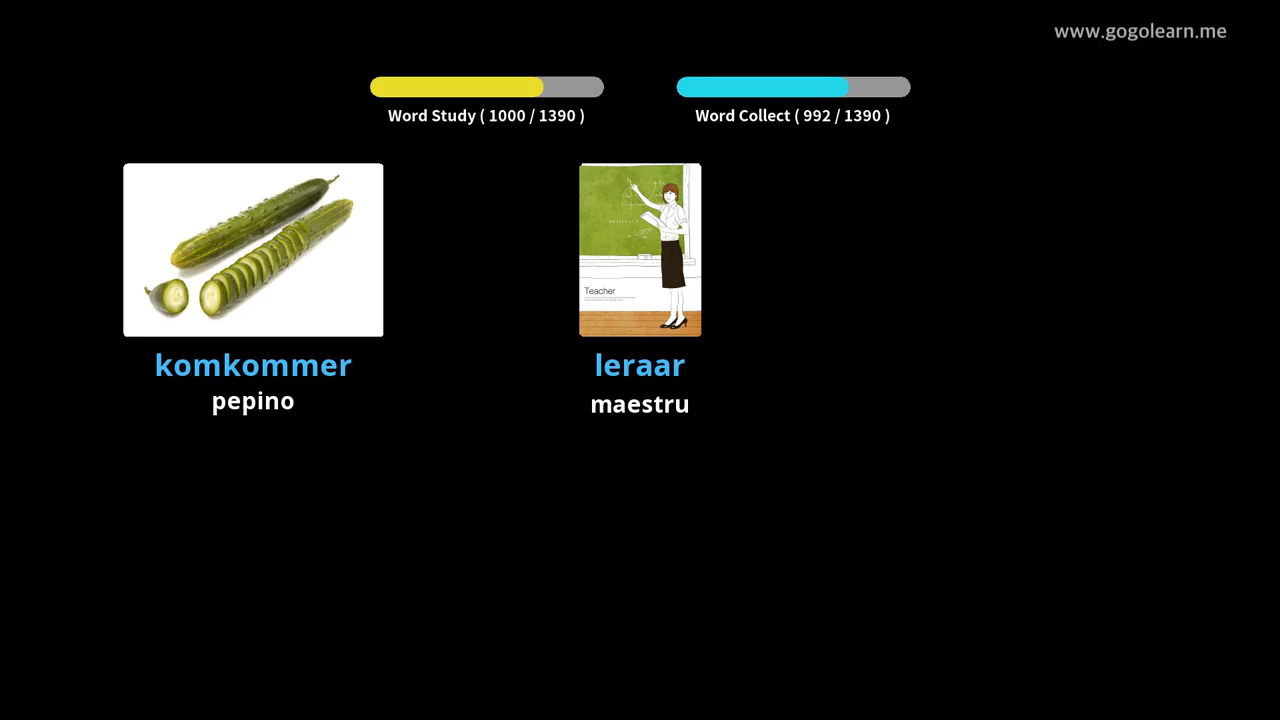 www.gogolearn.me
Word Study ( 1000 / 1390 )
Word Collect ( 992 / 1390 )
Teacher
komkommer
leraar
pepino
maestru